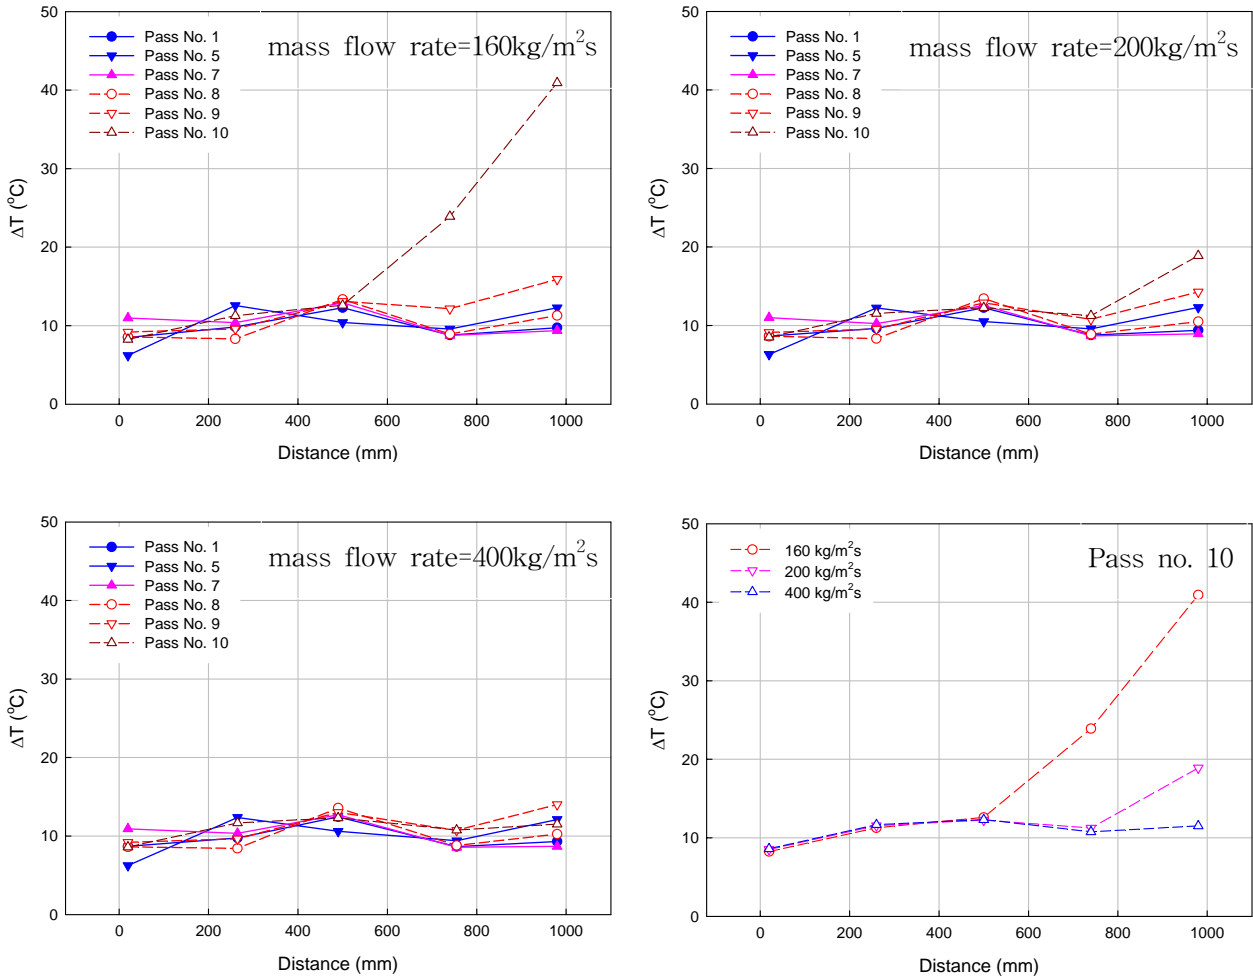 mass flow rate=160kg/m²s
Pass No. 1
Pass No. 5
Pass No. 7
Pass No. 8
Pass No. 9
Pass No. 10
50
40
30
20
10
0
ΔT (°C)
0 200 400 600 800 1000
Distance (mm)
mass flow rate=200kg/m²s
Pass No. 1
Pass No. 5
Pass No. 7
Pass No. 8
Pass No. 9
Pass No. 10
50
40
30
20
10
0
ΔT (°C)
0 200 400 600 800 1000
Distance (mm)
mass flow rate=400kg/m²s
Pass No. 1
Pass No. 5
Pass No. 7
Pass No. 8
Pass No. 9
Pass No. 10
50
40
30
20
10
0
ΔT (°C)
0 200 400 600 800 1000
Distance (mm)
Pass no. 10
160 kg/m²s
200 kg/m²s
400 kg/m²s
50
40
30
20
10
0
ΔT (°C)
0 200 400 600 800 1000
Distance (mm)